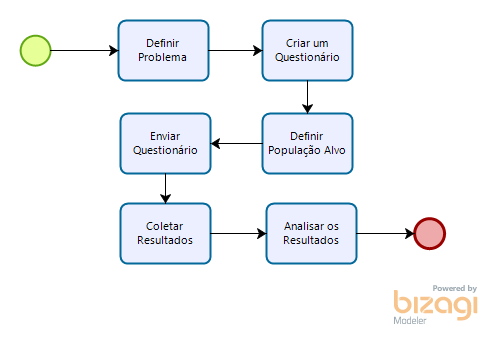 Definir
Problema
Criar um
Questionário
Enviar
Questionário
Definir
População Alvo
Coletar
Resultados
Analisar os
Resultados
Powered by
bizagi
Modeler